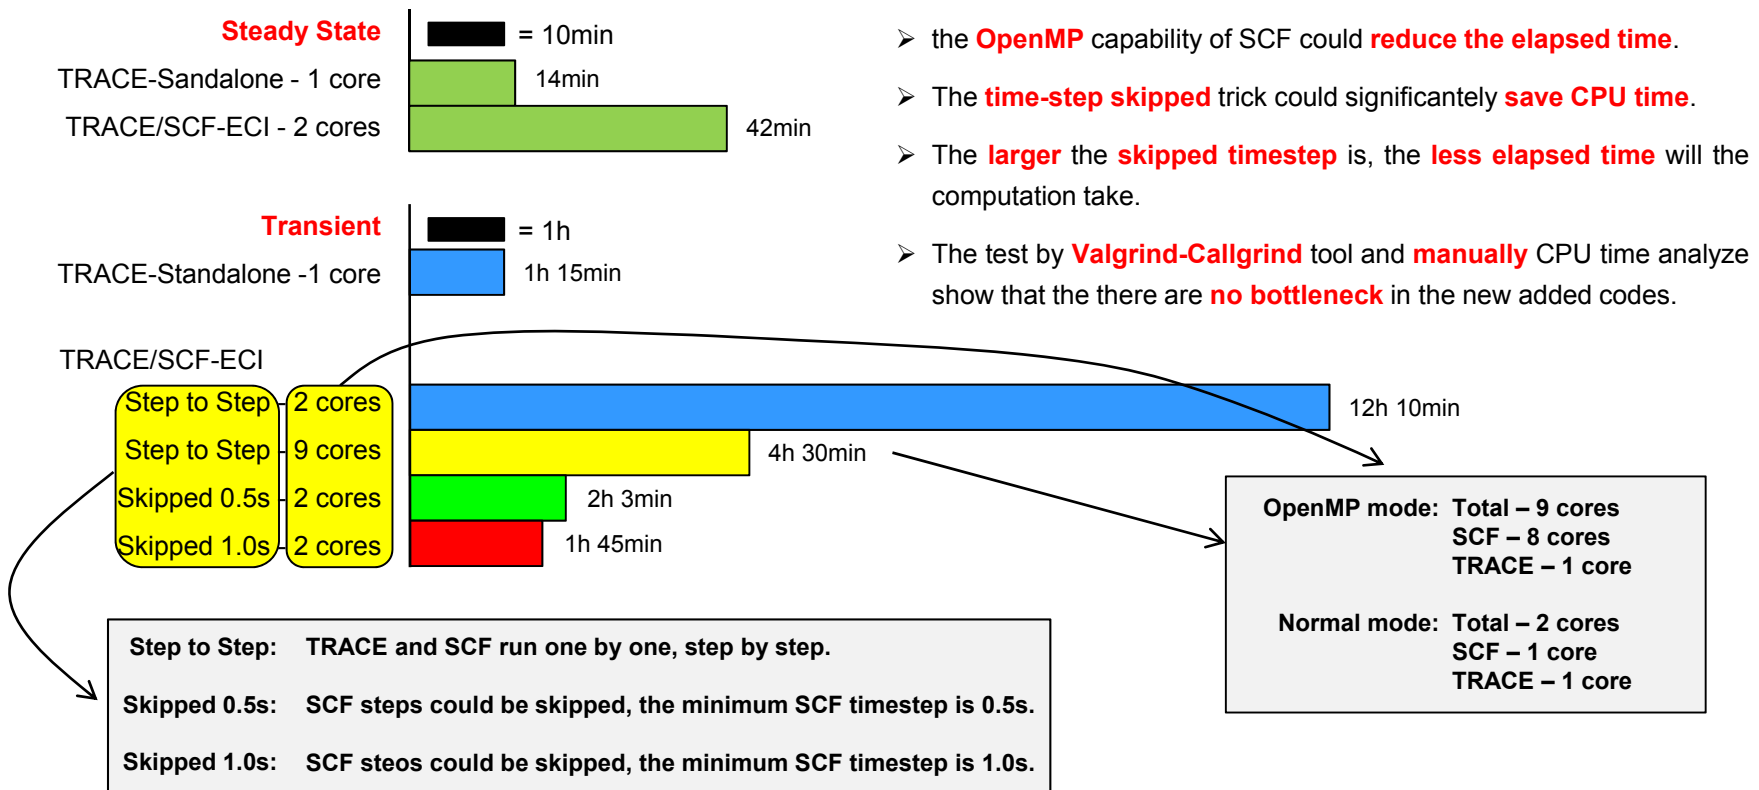 Steady State
= 10min
TRACE-Sandalone - 1 core
14min
TRACE/SCF-ECI - 2 cores
42min
Transient
= 1h
TRACE-Standalone -1 core
1h 15min
TRACE/SCF-ECI
Step to Step - 2 cores
12h 10min
Step to Step - 9 cores
4h 30min
Skipped 0.5s - 2 cores
2h 3min
Skipped 1.0s - 2 cores
1h 45min
➢ the OpenMP capability of SCF could reduce the elapsed time.
➢ The time-step skipped trick could significantely save CPU time.
➢ The larger the skipped timestep is, the less elapsed time will the
computation take.
➢ The test by Valgrind-Callgrind tool and manually CPU time analyze
show that the there are no bottleneck in the new added codes.
OpenMP mode: Total – 9 cores
SCF – 8 cores
TRACE – 1 core
Normal mode: Total – 2 cores
SCF – 1 core
TRACE – 1 core
Step to Step: TRACE and SCF run one by one, step by step.
Skipped 0.5s: SCF steps could be skipped, the minimum SCF timestep is 0.5s.
Skipped 1.0s: SCF steos could be skipped, the minimum SCF timestep is 1.0s.